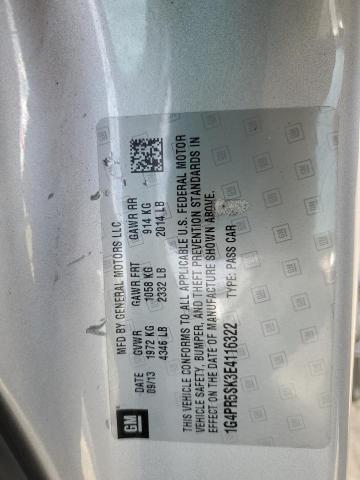 GM
MFD BY GENERAL MOTORS LLC
DATE GVWR GAWR FRT GAWR RR
09/13 1972 KG 1058 KG 914 KG
4346 LB 2332 LB 2014 LB
THIS VEHICLE CONFORMS TO ALL APPLICABLE U.S. FEDERAL MOTOR
VEHICLE SAFETY, BUMPER, AND THEFT PREVENTION STANDARDS IN
EFFECT ON THE DATE OF MANUFACTURE SHOWN ABOVE.
1G4PR5SK3E4116322 TYPE: PASS CAR